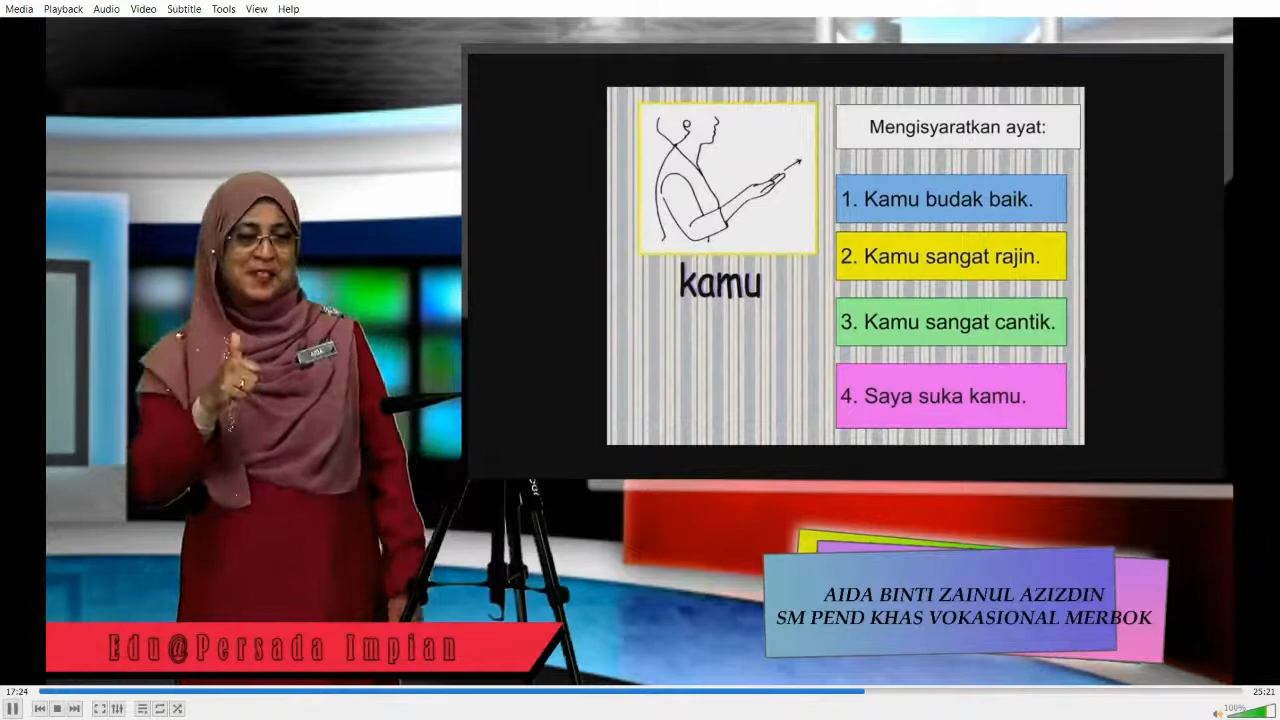 Media Playback Audio Video Subtitle Tools View Help
Mengisyaratkan ayat:
1. Kamu budak baik.
2. Kamu sangat rajin.
3. Kamu sangat cantik.
4. Saya suka kamu.
kamu
AIDA
AIDA BINTI ZAINUL AZIZDIN
SM PEND KHAS VOKASIONAL MERBOK
Edu@Persada Impian
17:24
25:21
100%